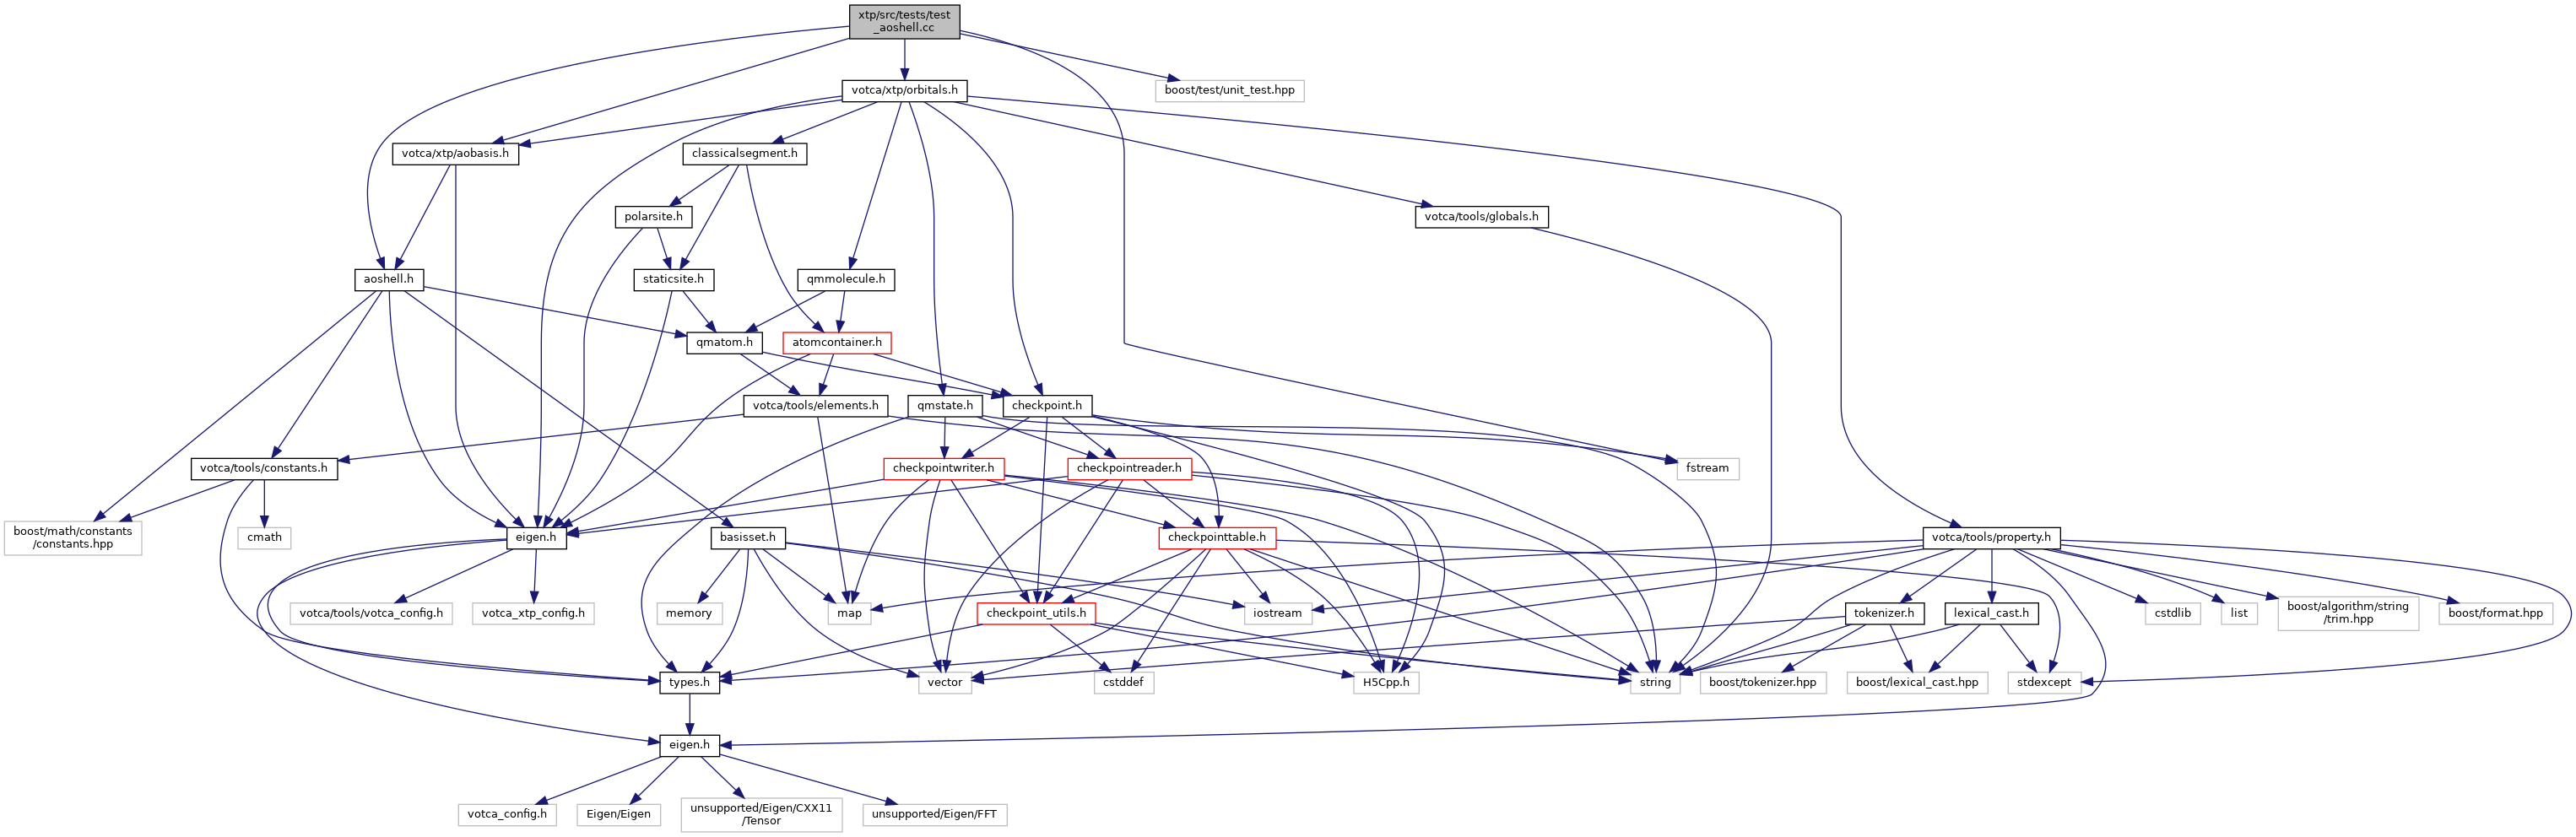 xtp/src/tests/test
_aoshell.cc
votca/xtp/orbitals.h
boost/test/unit_test.hpp
votca/xtp/aobasis.h
classicalsegment.h
polarsite.h
votca/tools/globals.h
aoshell.h
staticsite.h
qmmolecule.h
qmatom.h
atomcontainer.h
votca/tools/elements.h
qmstate.h
checkpoint.h
votca/tools/constants.h
checkpointwriter.h
checkpointreader.h
fstream
boost/math/constants
/constants.hpp
cmath
eigen.h
basisset.h
checkpointtable.h
votca/tools/property.h
votca/tools/votca_config.h
votca_xtp_config.h
memory
map
checkpoint_utils.h
iostream
tokenizer.h
lexical_cast.h
cstdlib
list
boost/algorithm/string
/trim.hpp
boost/format.hpp
types.h
vector
cstddef
H5Cpp.h
string
boost/tokenizer.hpp
boost/lexical_cast.hpp
stdexcept
eigen.h
votca_config.h
Eigen/Eigen
unsupported/Eigen/CXX11
/Tensor
unsupported/Eigen/FFT